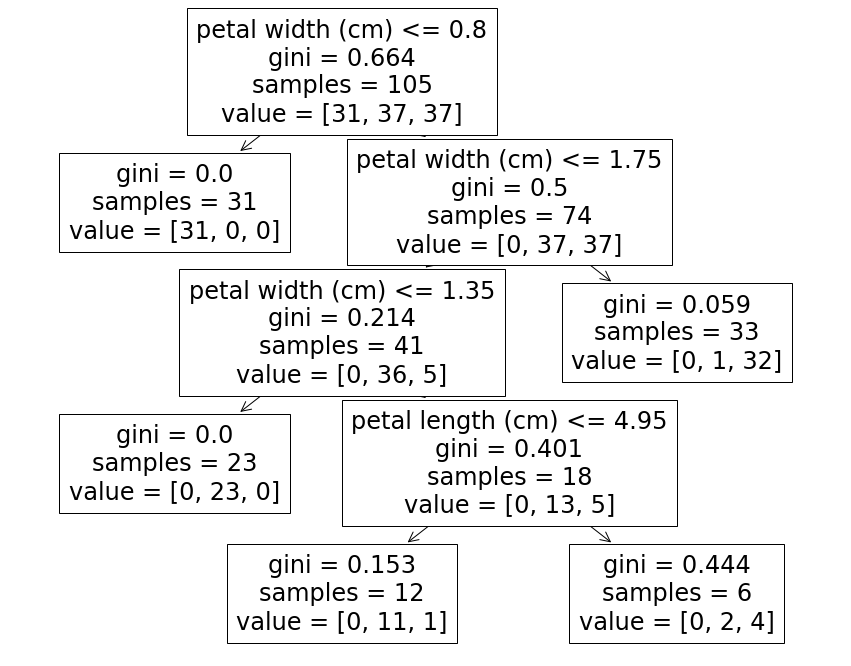 petal width (cm) <= 0.8
gini = 0.664
samples = 105
value = [31, 37, 37]
gini = 0.0
samples = 31
value = [31, 0, 0]
petal width (cm) <= 1.75
gini = 0.5
samples = 74
value = [0, 37, 37]
petal width (cm) <= 1.35
gini = 0.214
samples = 41
value = [0, 36, 5]
gini = 0.059
samples = 33
value = [0, 1, 32]
gini = 0.0
samples = 23
value = [0, 23, 0]
petal length (cm) <= 4.95
gini = 0.401
samples = 18
value = [0, 13, 5]
gini = 0.153
samples = 12
value = [0, 11, 1]
gini = 0.444
samples = 6
value = [0, 2, 4]